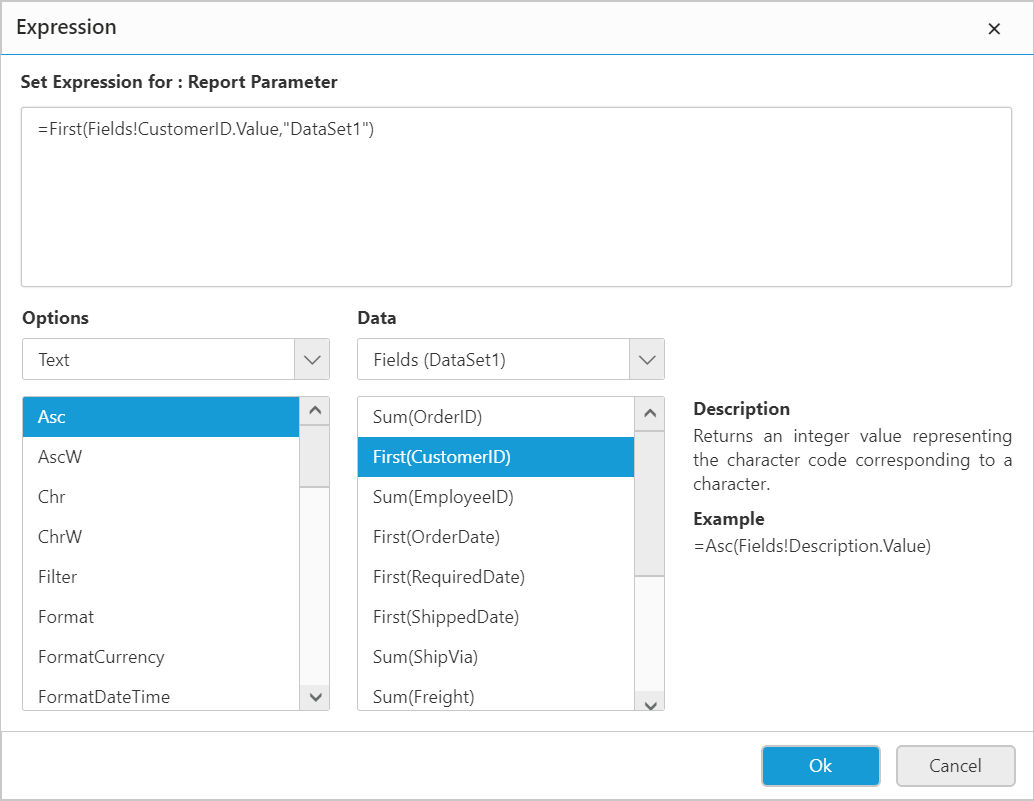 Expression
Set Expression for : Report Parameter
=First(Fields!CustomerID.Value,"DataSet1")
Options
Text
Asc
AscW
Chr
ChrW
Filter
Format
FormatCurrency
FormatDateTime
Data
Fields (DataSet1)
Sum(OrderID)
First(CustomerID)
Sum(EmployeeID)
First(OrderDate)
First(RequiredDate)
First(ShippedDate)
Sum(ShipVia)
Sum(Freight)
Description
Returns an integer value representing
the character code corresponding to a
character.
Example
=Asc(Fields!Description.Value)
Ok
Cancel